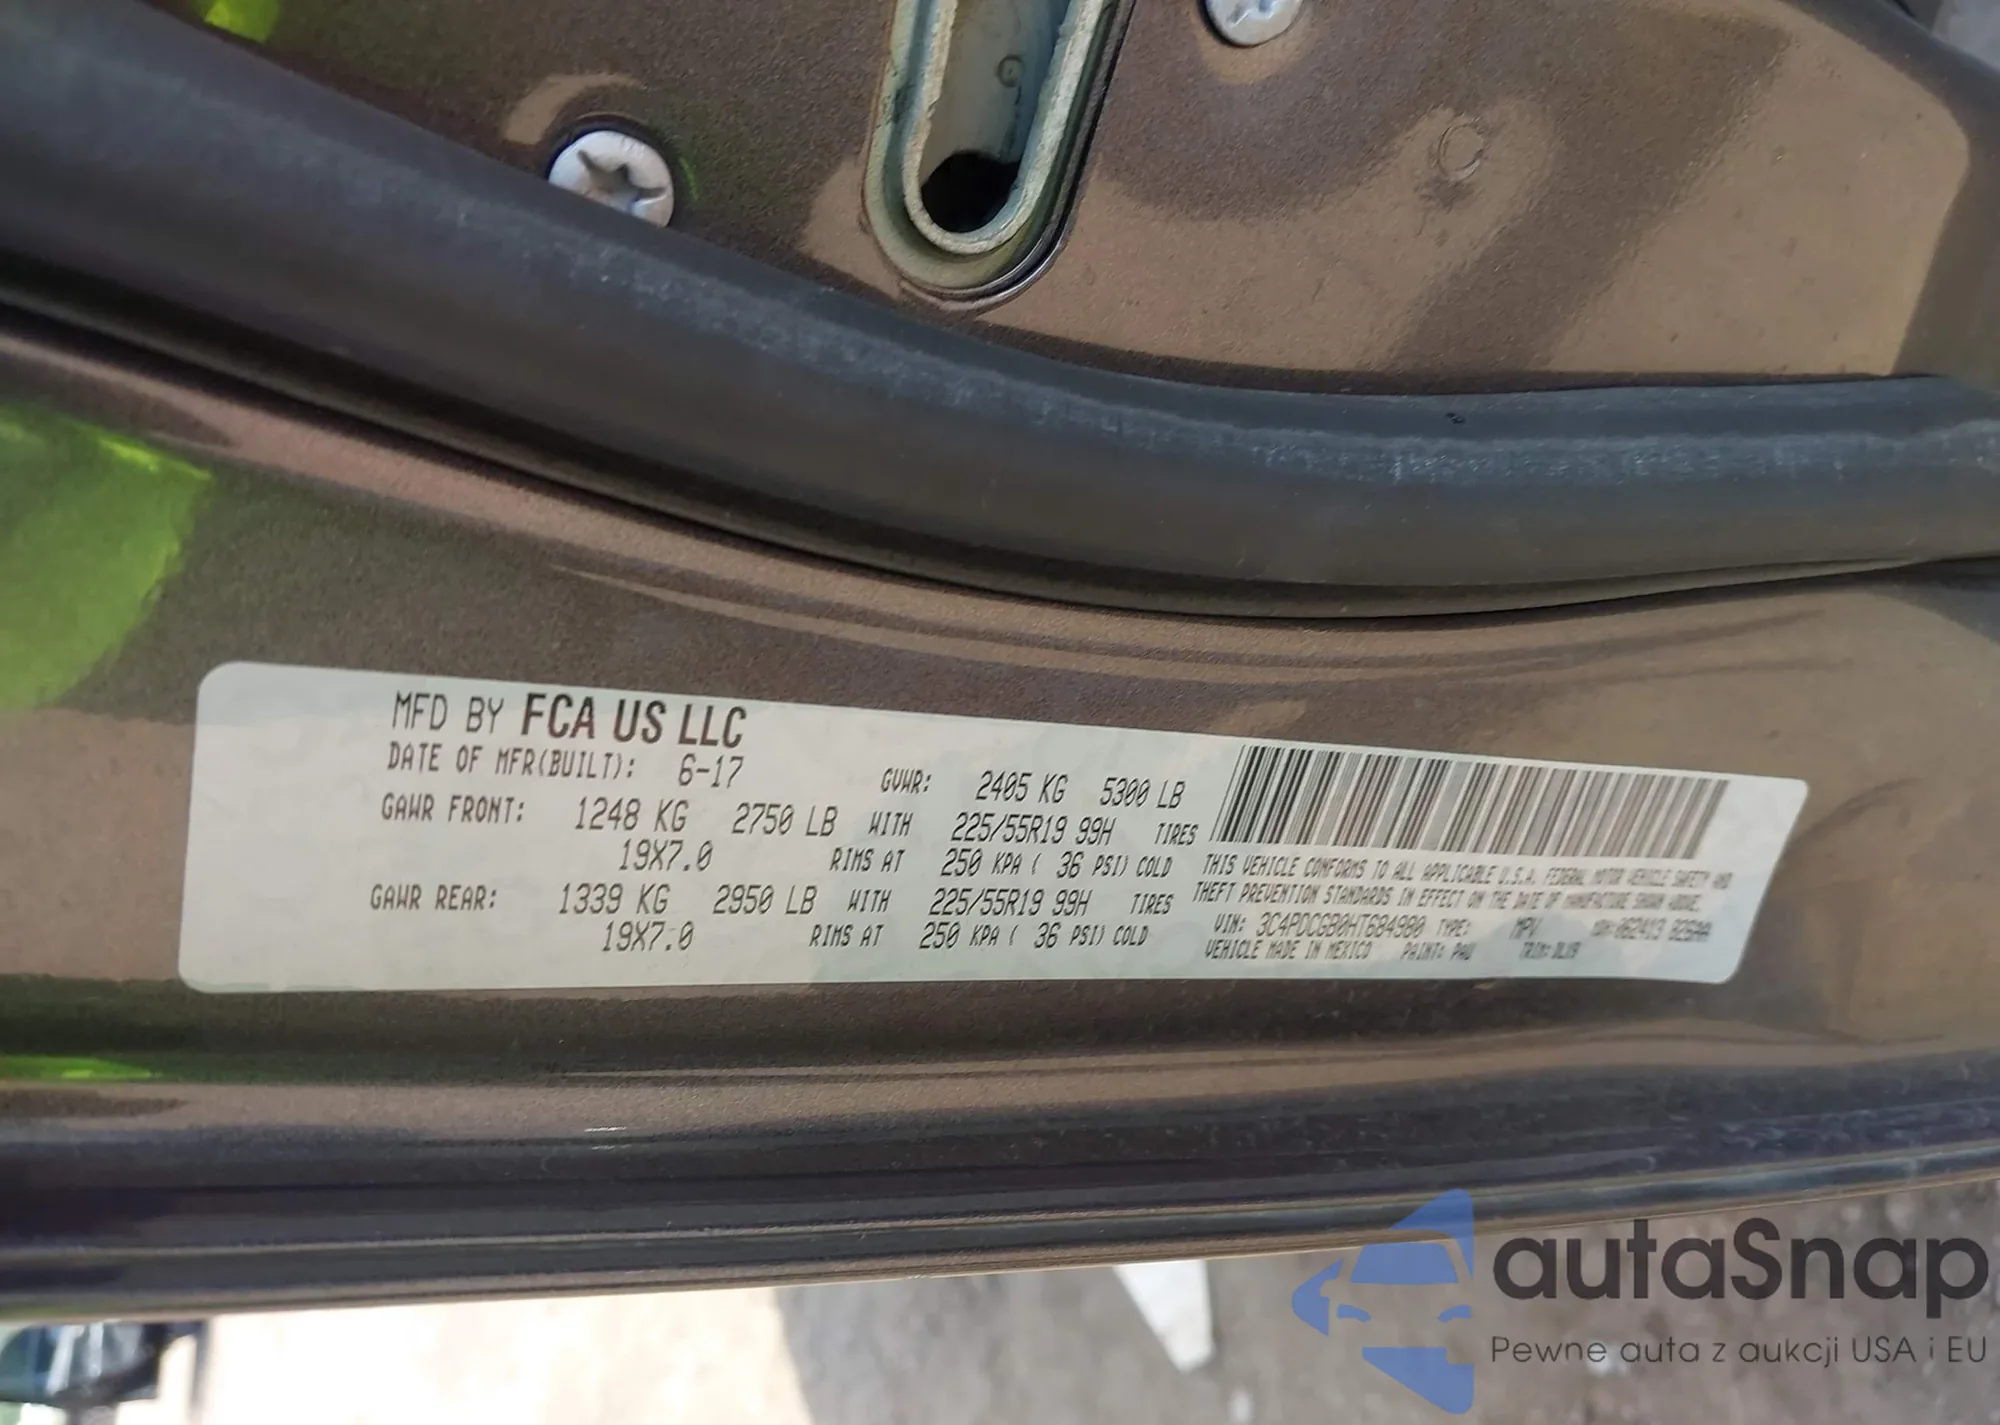 MFD BY FCA US LLC
DATE OF MFR(BUILT): 6-17 GVWR: 2405 KG 5300 LB
GAWR FRONT: 1248 KG 2750 LB WITH 225/55R19 99H TIRES
19X7.0 RIMS AT 250 KPA ( 36 PSI) COLD
GAWR REAR: 1339 KG 2950 LB WITH 225/55R19 99H TIRES
19X7.0 RIMS AT 250 KPA ( 36 PSI) COLD
THIS VEHICLE CONFORMS TO ALL APPLICABLE U.S.A. FEDERAL MOTOR VEHICLE SAFETY AND
THEFT PREVENTION STANDARDS IN EFFECT ON THE DATE OF MANUFACTURE SHOWN ABOVE.
VIN: 3C4PDCGB0HT684980 TYPE: MPV MDH:
VEHICLE MADE IN MEXICO PAINT: PAU TRIM:
autaSnap
Pewne auta z aukcji USA i EU